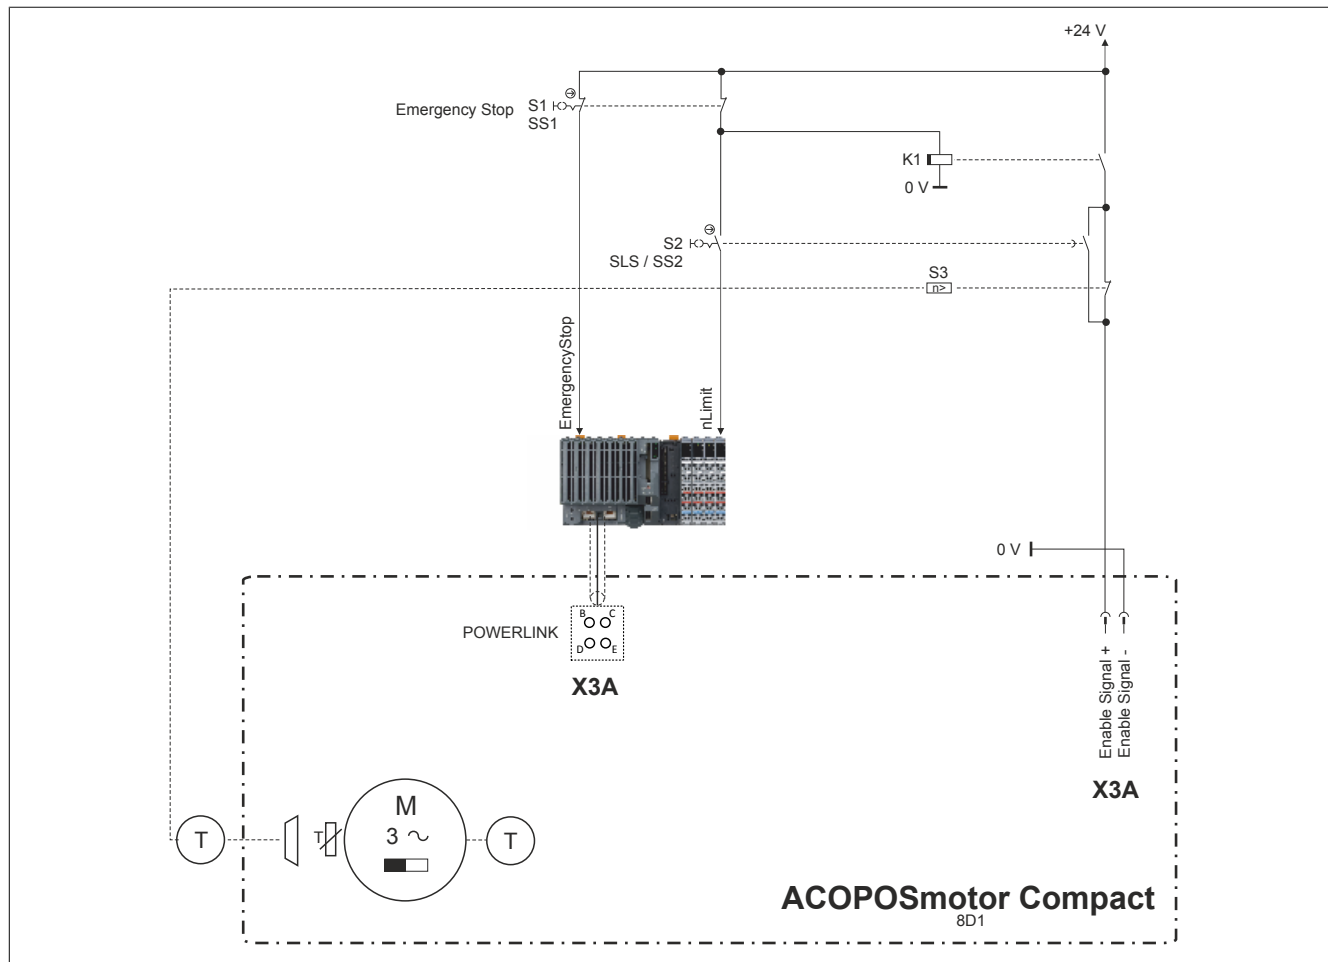 +24 V
Emergency Stop
S1
SS1
K1
0 V
S2
SLS / SS2
S3
n>
EmergencyStop
nLimit
0 V
B
C
POWERLINK
D
E
X3A
Enable Signal +
Enable Signal -
X3A
M
T
3
T
T
ACOPOSmotor Compact
8D1